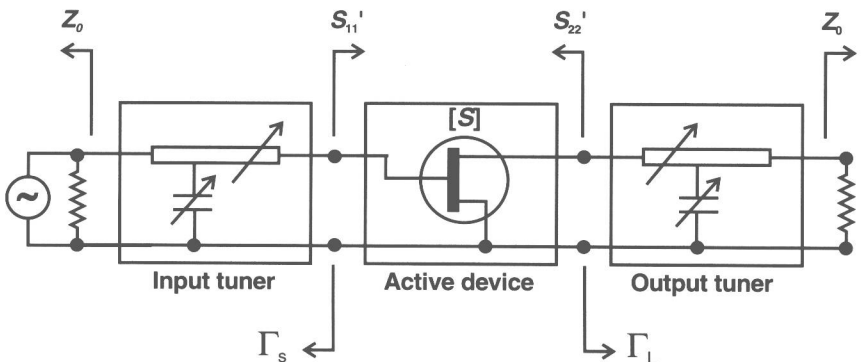 Z₀ S₁₁' S₂₂' Z₀
[S]
~
Input tuner Active device Output tuner
Γₛ Γₗ